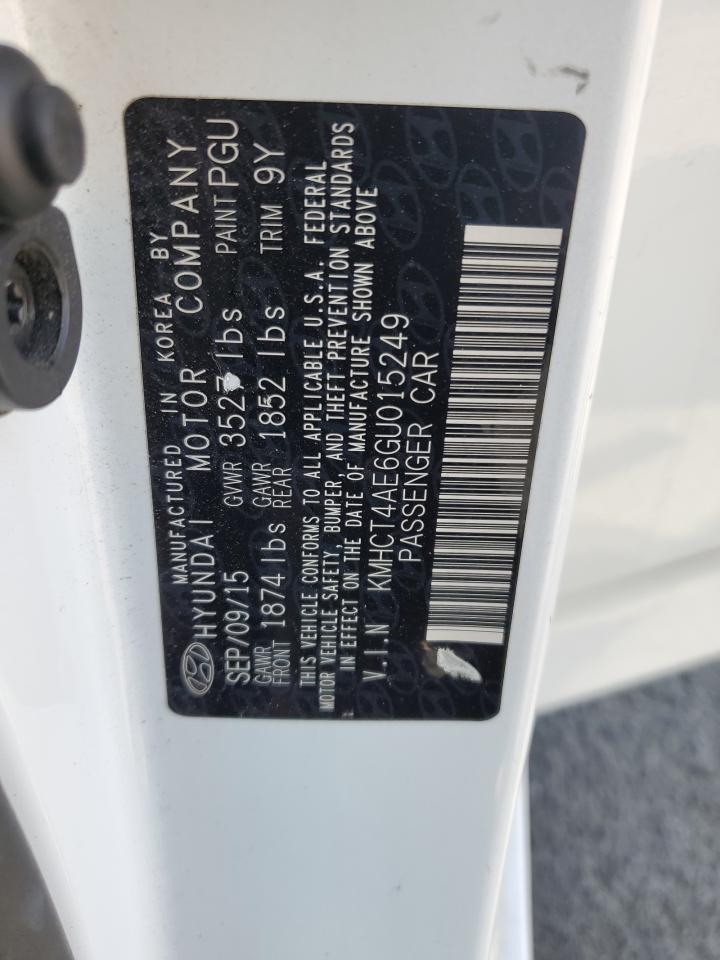 MANUFACTURED IN KOREA BY
HYUNDAI MOTOR COMPANY
SEP/09/15 GVWR 3527 lbs PAINT PGU
GAWR FRONT 1874 lbs GAWR REAR 1852 lbs TRIM 9Y
THIS VEHICLE CONFORMS TO ALL APPLICABLE U.S.A. FEDERAL
MOTOR VEHICLE SAFETY, BUMPER, AND THEFT PREVENTION STANDARDS
IN EFFECT ON THE DATE OF MANUFACTURE SHOWN ABOVE
V.I.N KMHCT4AE6GU015249
PASSENGER CAR